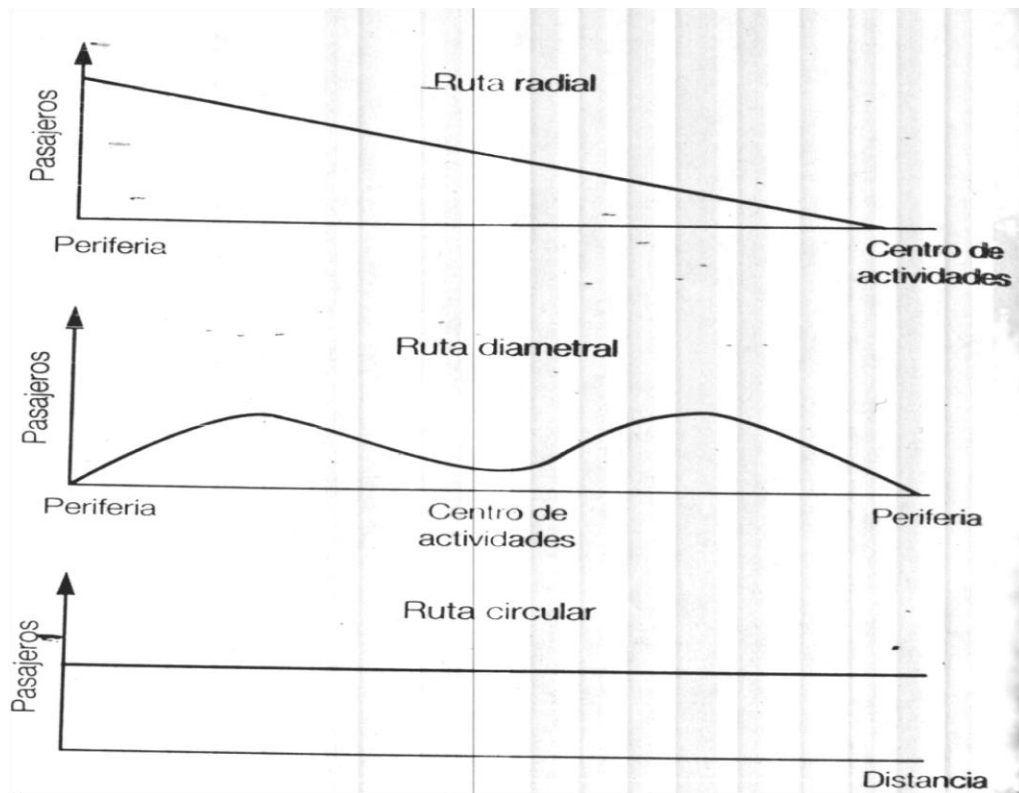 Ruta radial
Pasajeros
Periferia
Centro de
actividades
Ruta diametral
Pasajeros
Periferia
Centro de
actividades
Periferia
Ruta circular
Pasajeros
Distancia